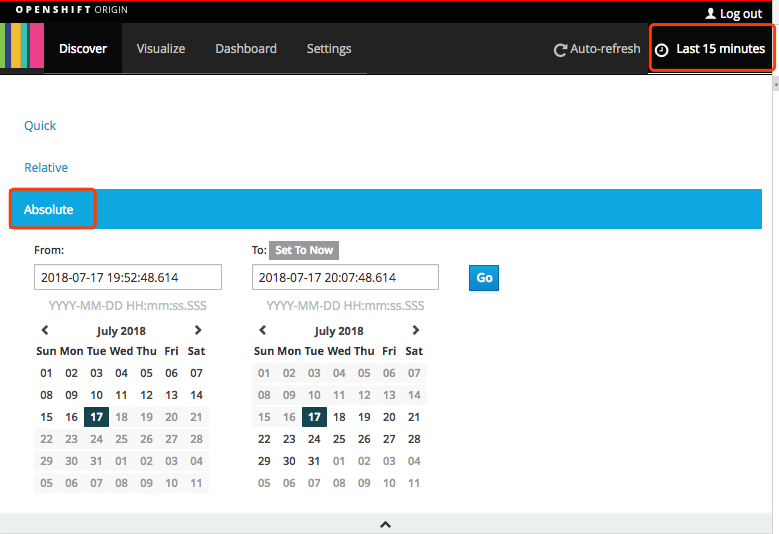 OPENSHIFT ORIGIN
Log out
Discover Visualize Dashboard Settings Auto-refresh Last 15 minutes
Quick
Relative
Absolute
From: To: Set To Now
2018-07-17 19:52:48.614 2018-07-17 20:07:48.614 Go
YYYY-MM-DD HH:mm:ss.SSS YYYY-MM-DD HH:mm:ss.SSS
July 2018 July 2018
Sun Mon Tue Wed Thu Fri Sat Sun Mon Tue Wed Thu Fri Sat
01 02 03 04 05 06 07 01 02 03 04 05 06 07
08 09 10 11 12 13 14 08 09 10 11 12 13 14
15 16 17 18 19 20 21 15 16 17 18 19 20 21
22 23 24 25 26 27 28 22 23 24 25 26 27 28
29 30 31 01 02 03 04 29 30 31 01 02 03 04
05 06 07 08 09 10 11 05 06 07 08 09 10 11